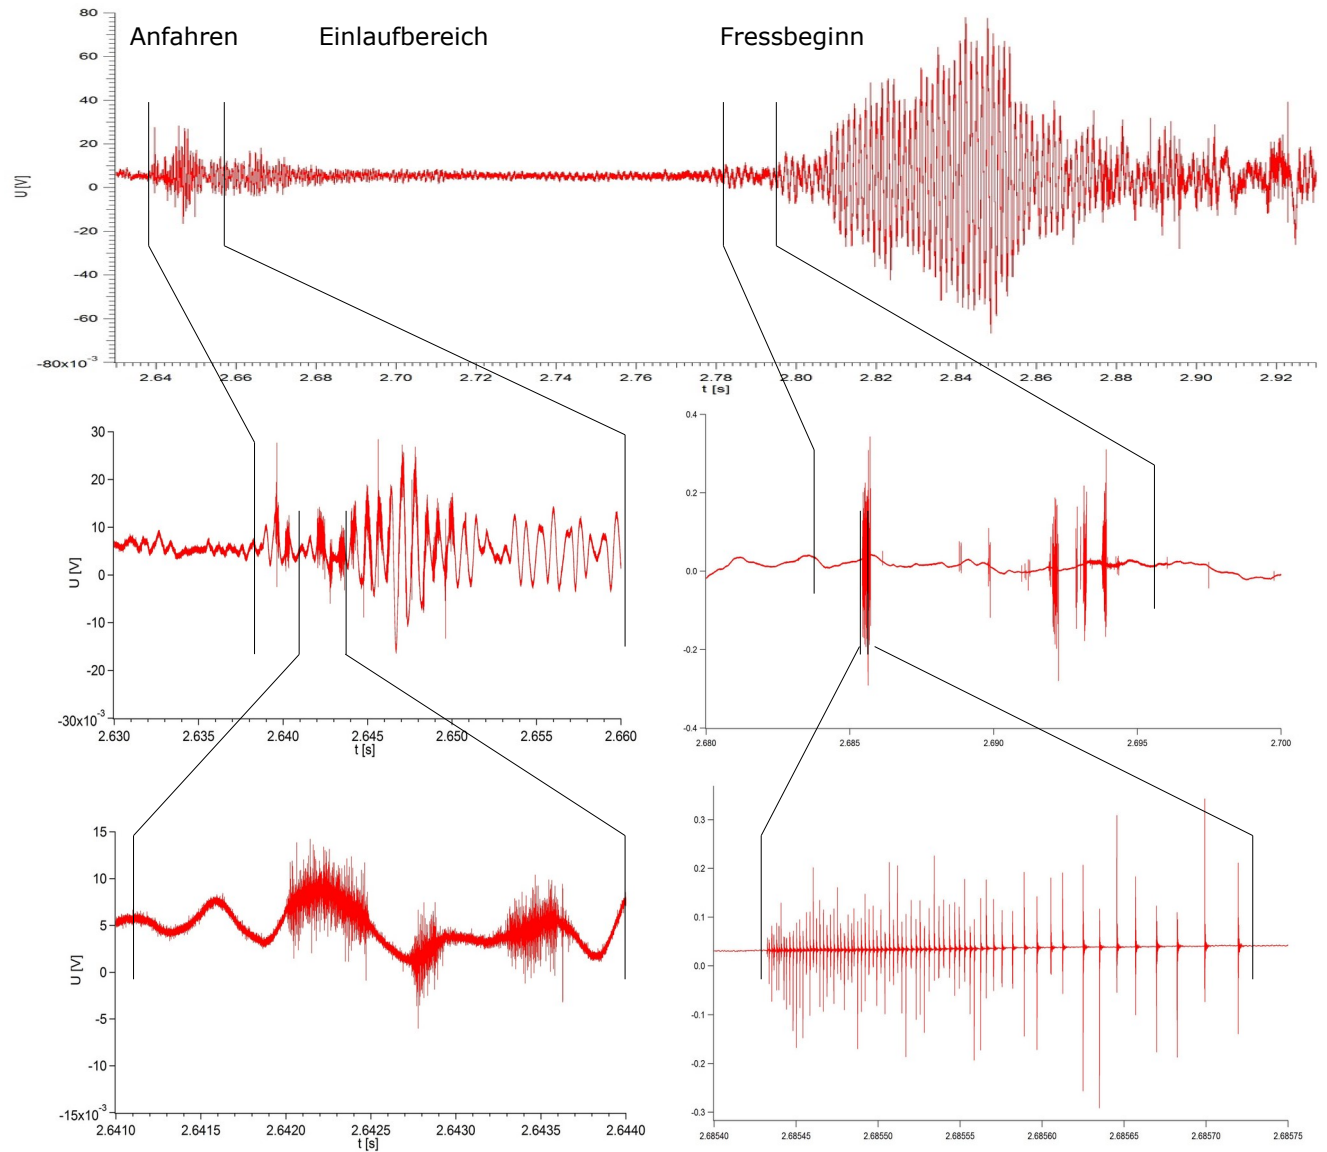 Anfahren Einlaufbereich Fressbeginn
80
60
40
20
0
-20
-40
-60
-80x10-3
U[V]
2.64 2.66 2.68 2.70 2.72 2.74 2.76 2.78 2.80 2.82 2.84 2.86 2.88 2.90 2.92
t [s]
30
20
10
0
-10
-20
-30x10-3
U [V]
2.630 2.635 2.640 2.645 2.650 2.655 2.660
t [s]
0.4
0.2
0.0
-0.2
-0.4
2.680 2.685 2.690 2.695 2.700
15
10
5
0
-5
-10
-15x10-3
U [V]
2.6410 2.6415 2.6420 2.6425 2.6430 2.6435 2.6440
t [s]
0.3
0.2
0.1
0.0
-0.1
-0.2
-0.3
2.68540 2.68545 2.68550 2.68555 2.68560 2.68565 2.68570 2.68575